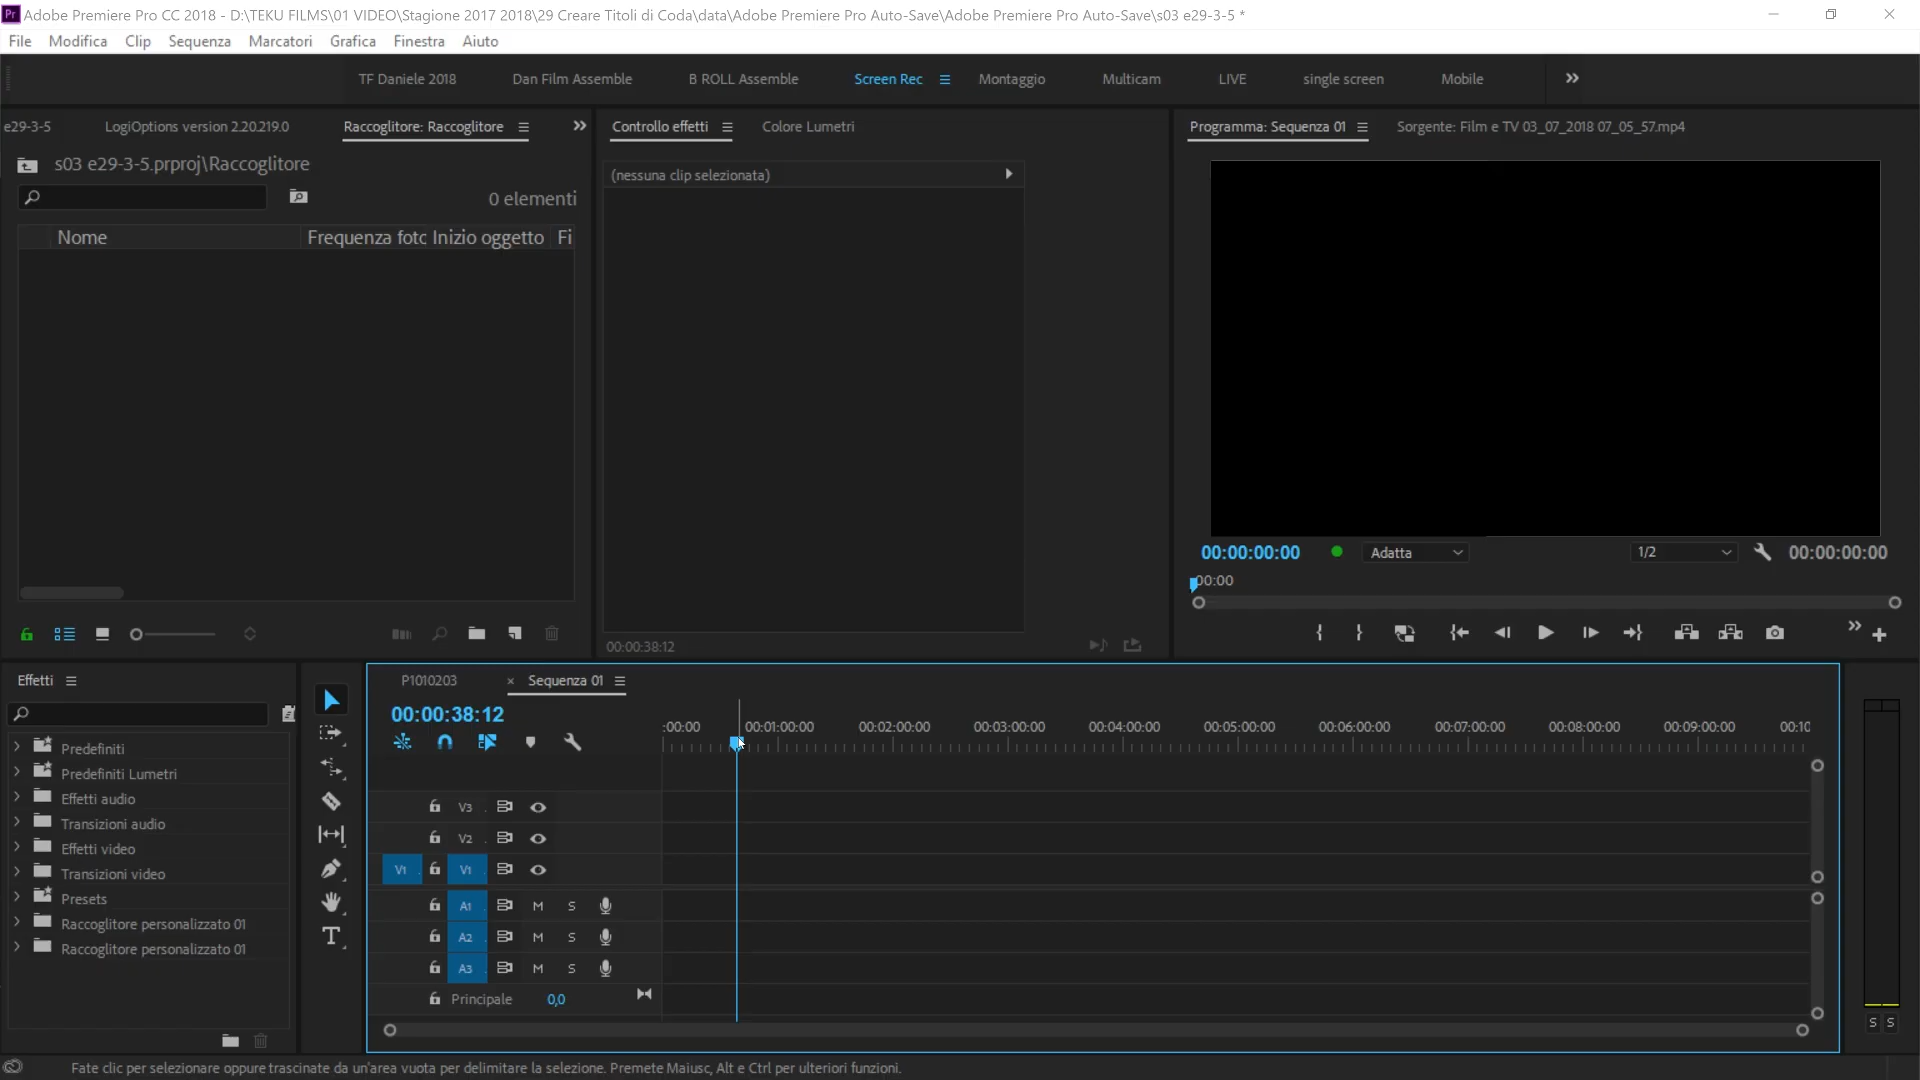 Adobe Premiere Pro CC 2018 - D:\TEKU FILMS\01 VIDEO\Stagione 2017 2018\29 Creare Titoli di Coda\data\Adobe Premiere Pro Auto-Save\Adobe Premiere Pro Auto-Save\s03 e29-3-5 *
File Modifica Clip Sequenza Marcatori Grafica Finestra Aiuto
TF Daniele 2018 Dan Film Assemble B ROLL Assemble Screen Rec Montaggio Multicam LIVE single screen Mobile
e29-3-5 LogiOptions version 2.20.219.0 Raccoglitore: Raccoglitore
s03 e29-3-5.prproj\Raccoglitore
0 elementi
Nome Frequenza foto Inizio oggetto Fi
Controllo effetti Colore Lumetri
(nessuna clip selezionata)
00:00:38:12
Programma: Sequenza 01 Sorgente: Film e TV 03_07_2018 07_05_57.mp4
00:00:00:00 Adatta 1/2 00:00:00:00
00:00
Effetti
Predefiniti
Predefiniti Lumetri
Effetti audio
Transizioni audio
Effetti video
Transizioni video
Presets
Raccoglitore personalizzato 01
Raccoglitore personalizzato 01
P1010203 × Sequenza 01
00:00:38:12
:00:00 00:01:00:00 00:02:00:00 00:03:00:00 00:04:00:00 00:05:00:00 00:06:00:00 00:07:00:00 00:08:00:00 00:09:00:00 00:10
V3
V2
V1 V1
A1 M S
A2 M S
A3 M S
Principale 0,0
S S
Fate clic per selezionare oppure trascinate da un'area vuota per delimitare la selezione. Premete Maiusc, Alt e Ctrl per ulteriori funzioni.